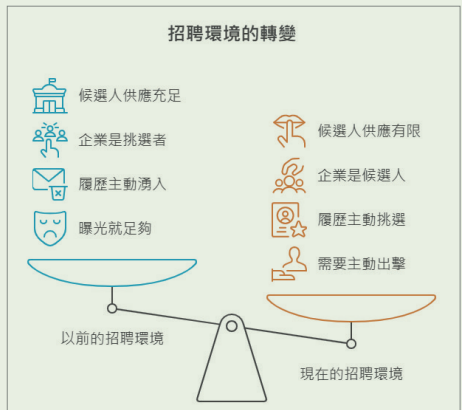 招聘環境的轉變
候選人供應充足
企業是挑選者
履歷主動湧入
曝光就足夠
以前的招聘環境
候選人供應有限
企業是候選人
履歷主動挑選
需要主動出擊
現在的招聘環境